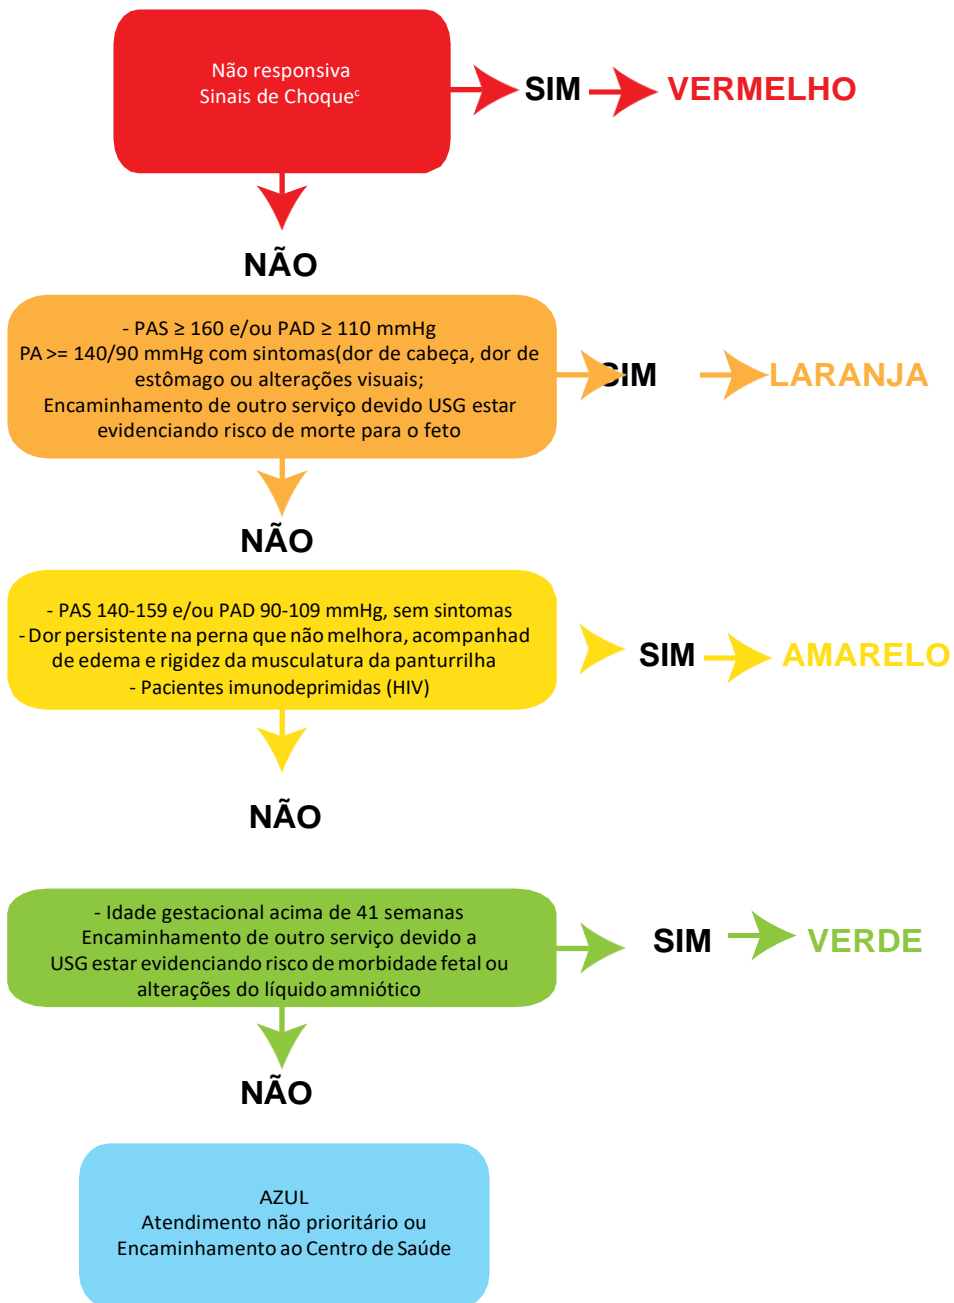 Não responsiva
Sinais de Choqueᶜ
SIM
VERMELHO
NÃO
- PAS ≥ 160 e/ou PAD ≥ 110 mmHg
PA >= 140/90 mmHg com sintomas(dor de cabeça, dor de
estômago ou alterações visuais;
Encaminhamento de outro serviço devido USG estar
evidenciando risco de morte para o feto
SIM
LARANJA
NÃO
- PAS 140-159 e/ou PAD 90-109 mmHg, sem sintomas
- Dor persistente na perna que não melhora, acompanhad
de edema e rigidez da musculatura da panturrilha
- Pacientes imunodeprimidas (HIV)
SIM
AMARELO
NÃO
- Idade gestacional acima de 41 semanas
Encaminhamento de outro serviço devido a
USG estar evidenciando risco de morbidade fetal ou
alterações do líquido amniótico
SIM
VERDE
NÃO
AZUL
Atendimento não prioritário ou
Encaminhamento ao Centro de Saúde